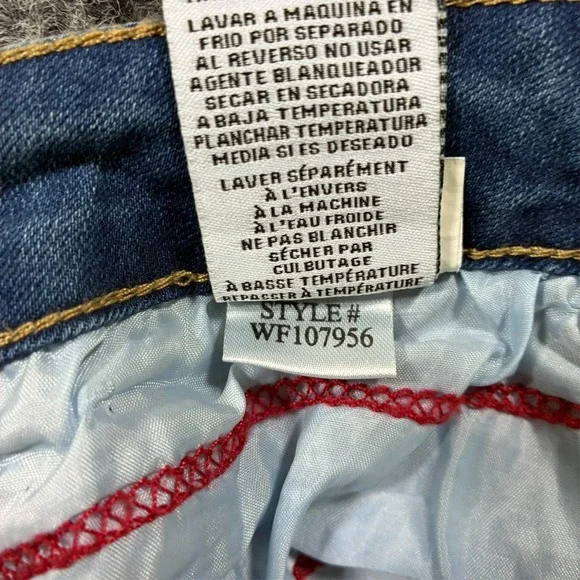 LAVAR A MAQUINA EN
FRIO POR SEPARADO
AL REVERSO NO USAR
AGENTE BLANQUEADOR
SECAR EN SECADORA
A BAJA TEMPERATURA
PLANCHAR TEMPERATURA
MEDIA SI ES DESEADO
LAVER SÉPARÉMENT
À L'ENVERS
À LA MACHINE
À L'EAU FROIDE
NE PAS BLANCHIR
SÉCHER PAR
CULBUTAGE
À BASSE TEMPÉRATURE
REPASSER À TEMPÉRATURE
STYLE #
WF107956